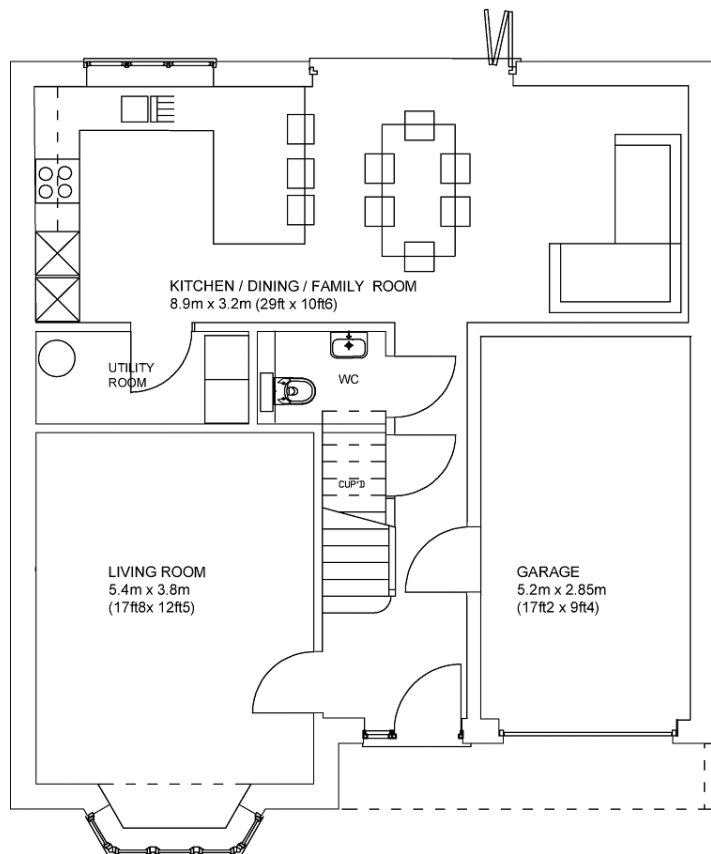 KITCHEN / DINING / FAMILY ROOM
8.9m x 3.2m (29ft x 10ft6)
UTILITY
ROOM
WC
CUP'D
LIVING ROOM
5.4m x 3.8m
(17ft8x 12ft5)
GARAGE
5.2m x 2.85m
(17ft2 x 9ft4)